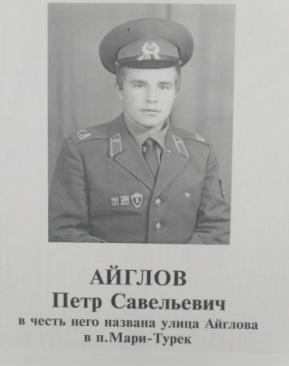 АЙГЛОВ
Петр Савельевич
в честь него названа улица Айглова
в п.Мари-Турек